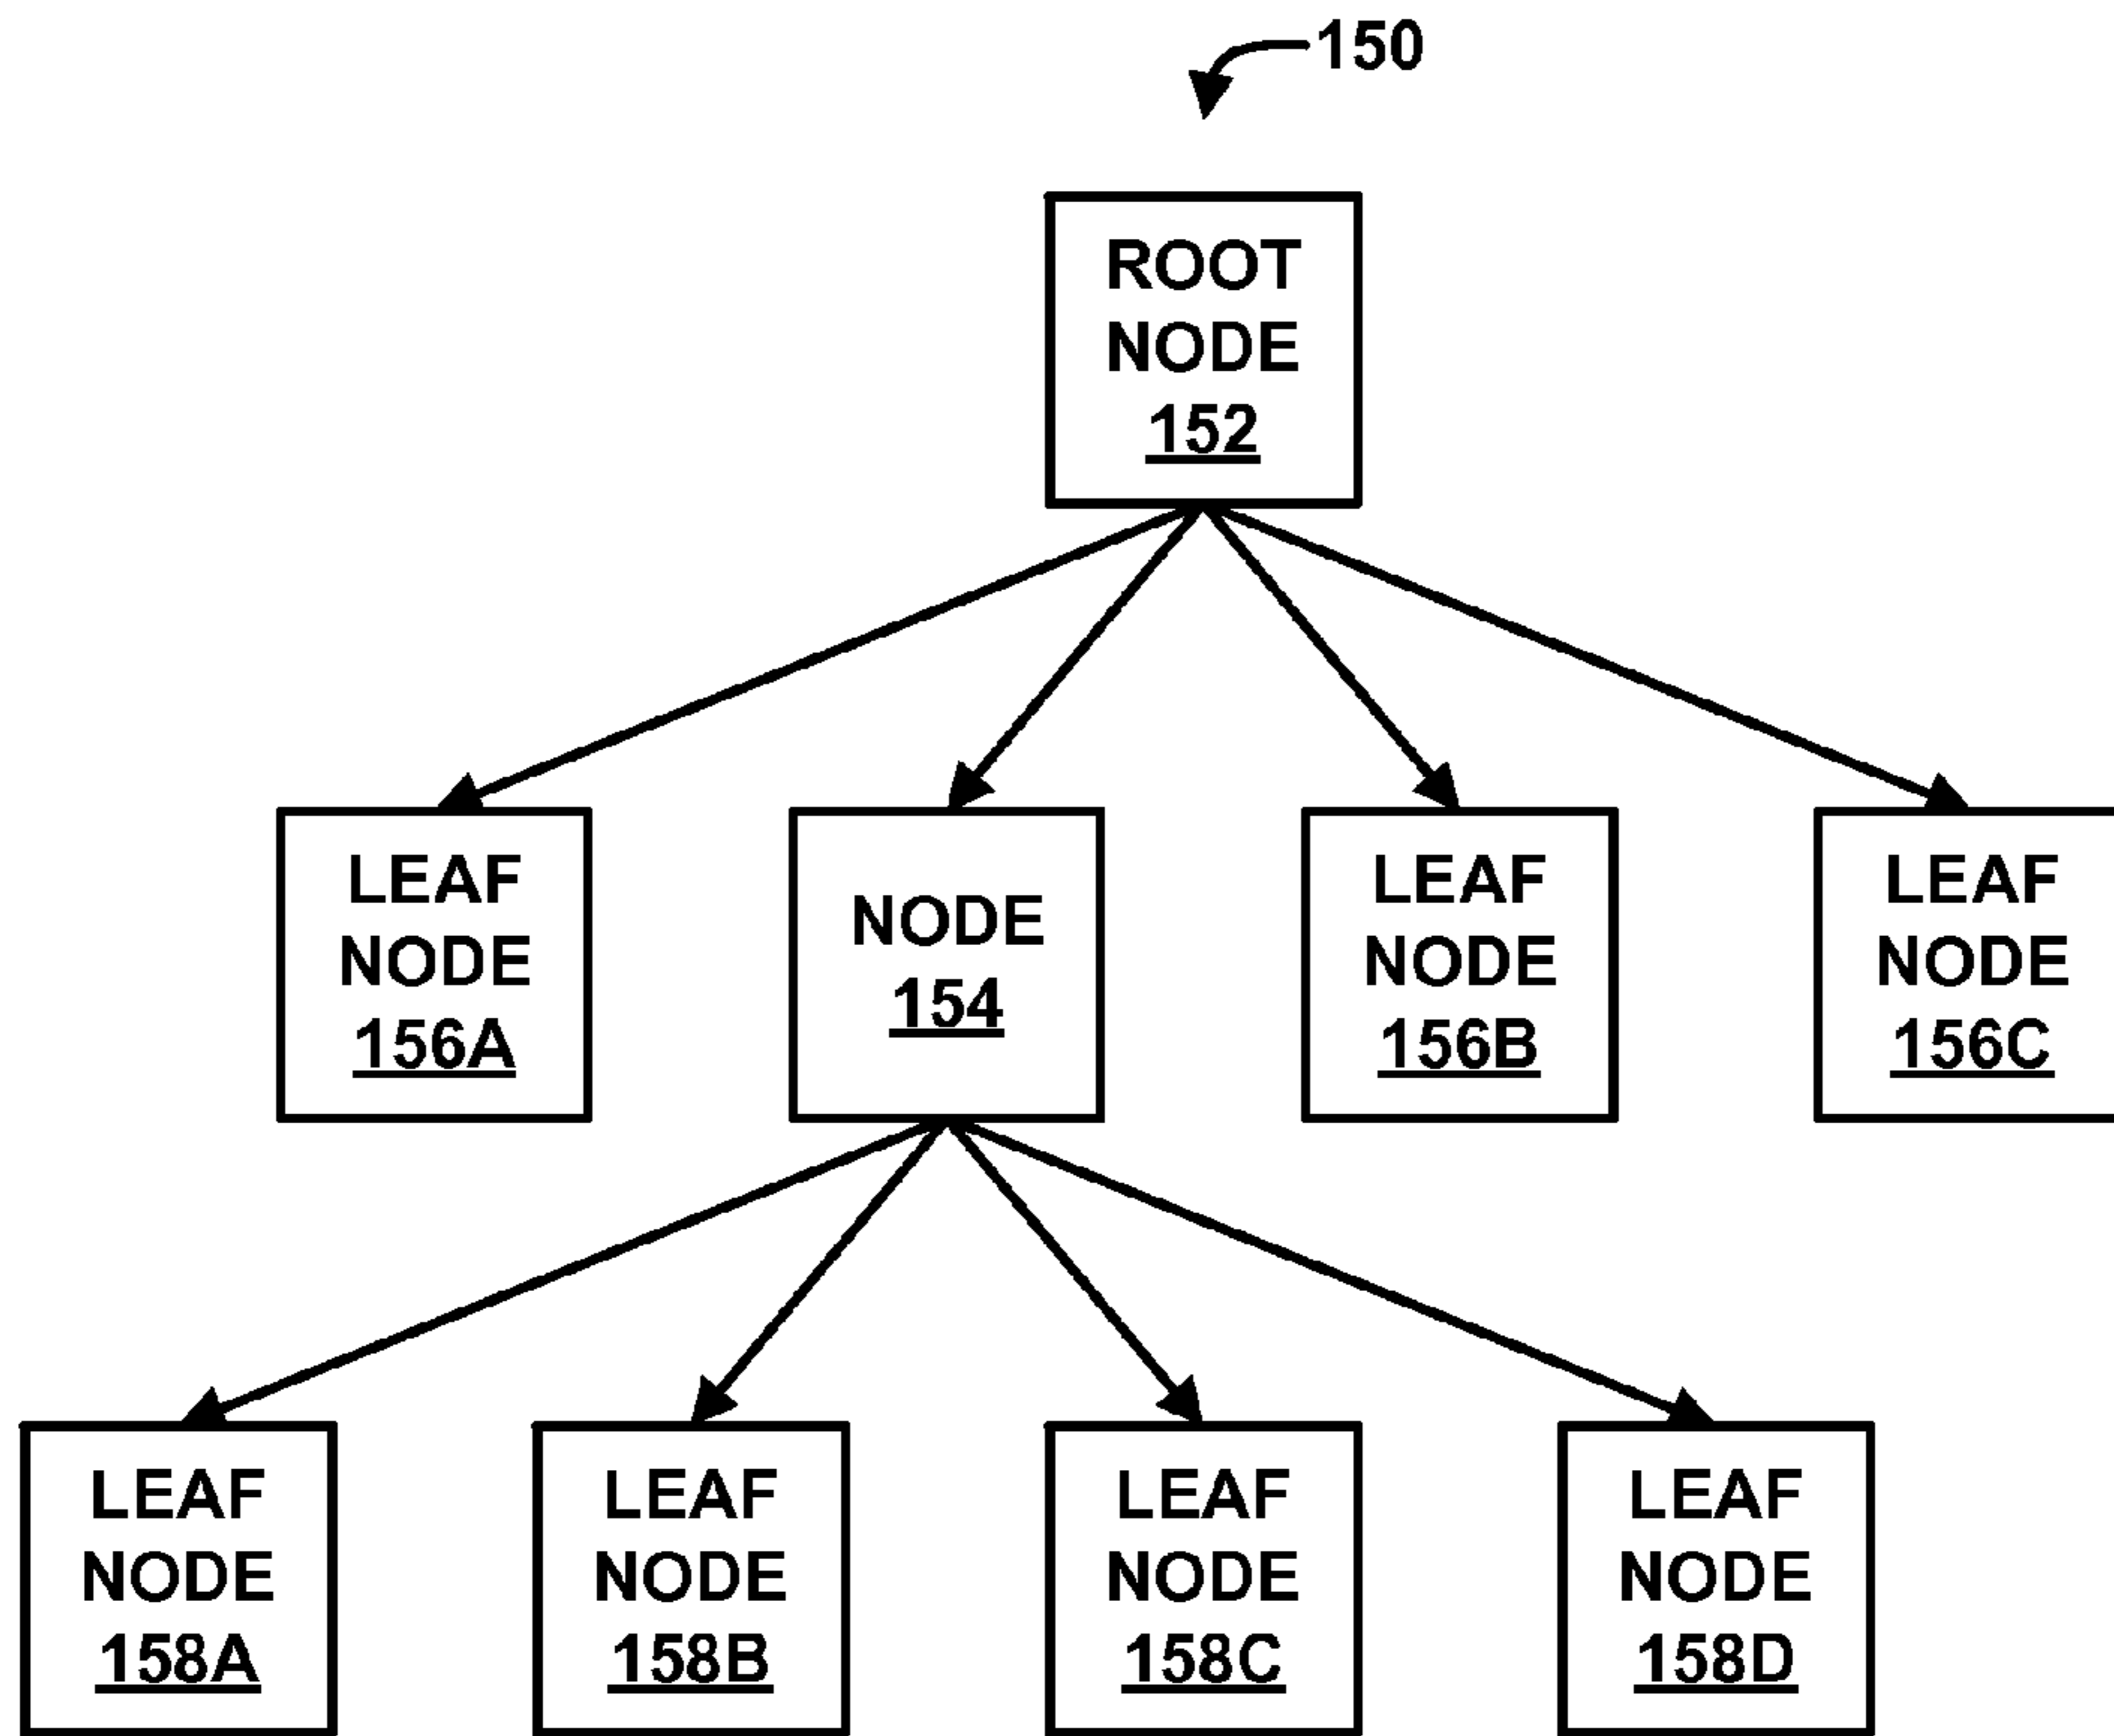 150
ROOT
NODE
152
LEAF
NODE
156A
NODE
154
LEAF
NODE
156B
LEAF
NODE
156C
LEAF
NODE
158A
LEAF
NODE
158B
LEAF
NODE
158C
LEAF
NODE
158D